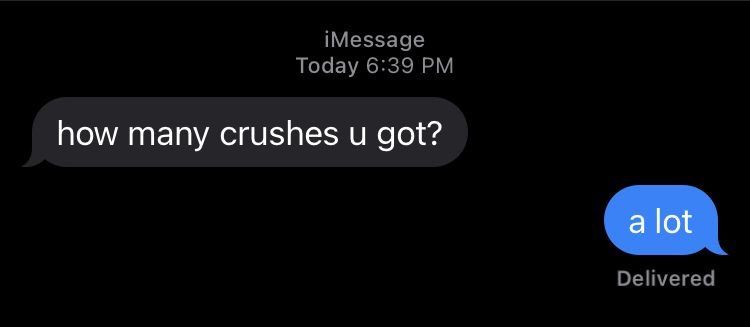 iMessage
Today 6:39 PM
how many crushes u got?
a lot
Delivered